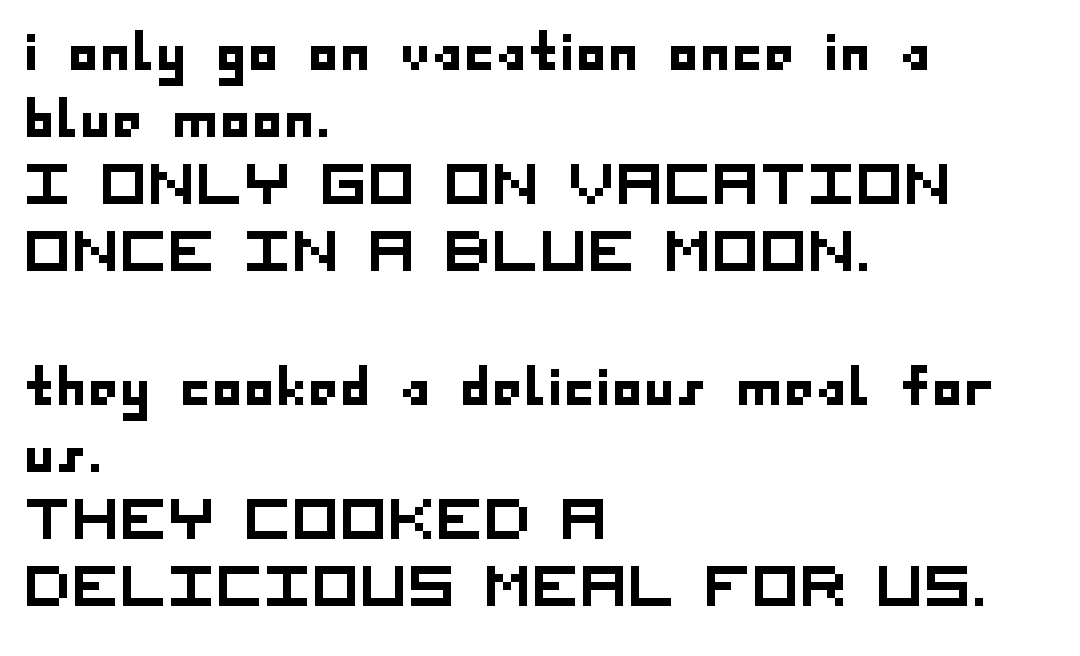 i only go on vacation once in a
blue moon.
I ONLY GO ON VACATION
ONCE IN A BLUE MOON.
they cooked a delicious meal for
us.
THEY COOKED A
DELICIOUS MEAL FOR US.